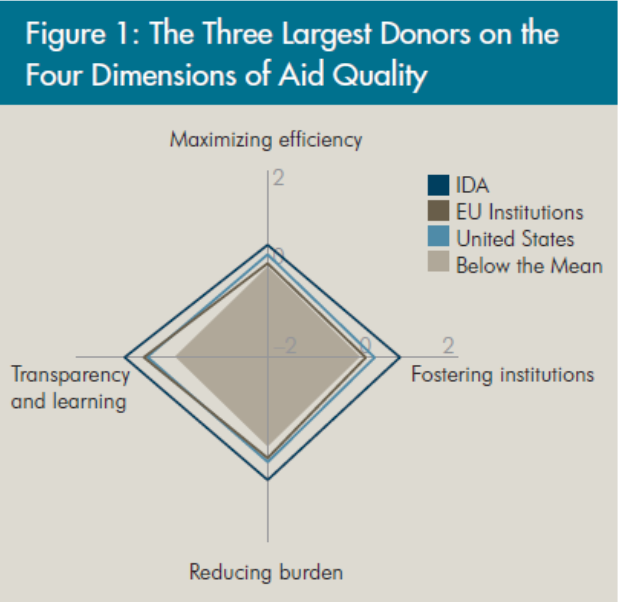 Figure 1: The Three Largest Donors on the
Four Dimensions of Aid Quality
Maximizing efficiency
2
IDA
EU Institutions
United States
Below the Mean
0
–2
0
2
Transparency
and learning
Fostering institutions
Reducing burden